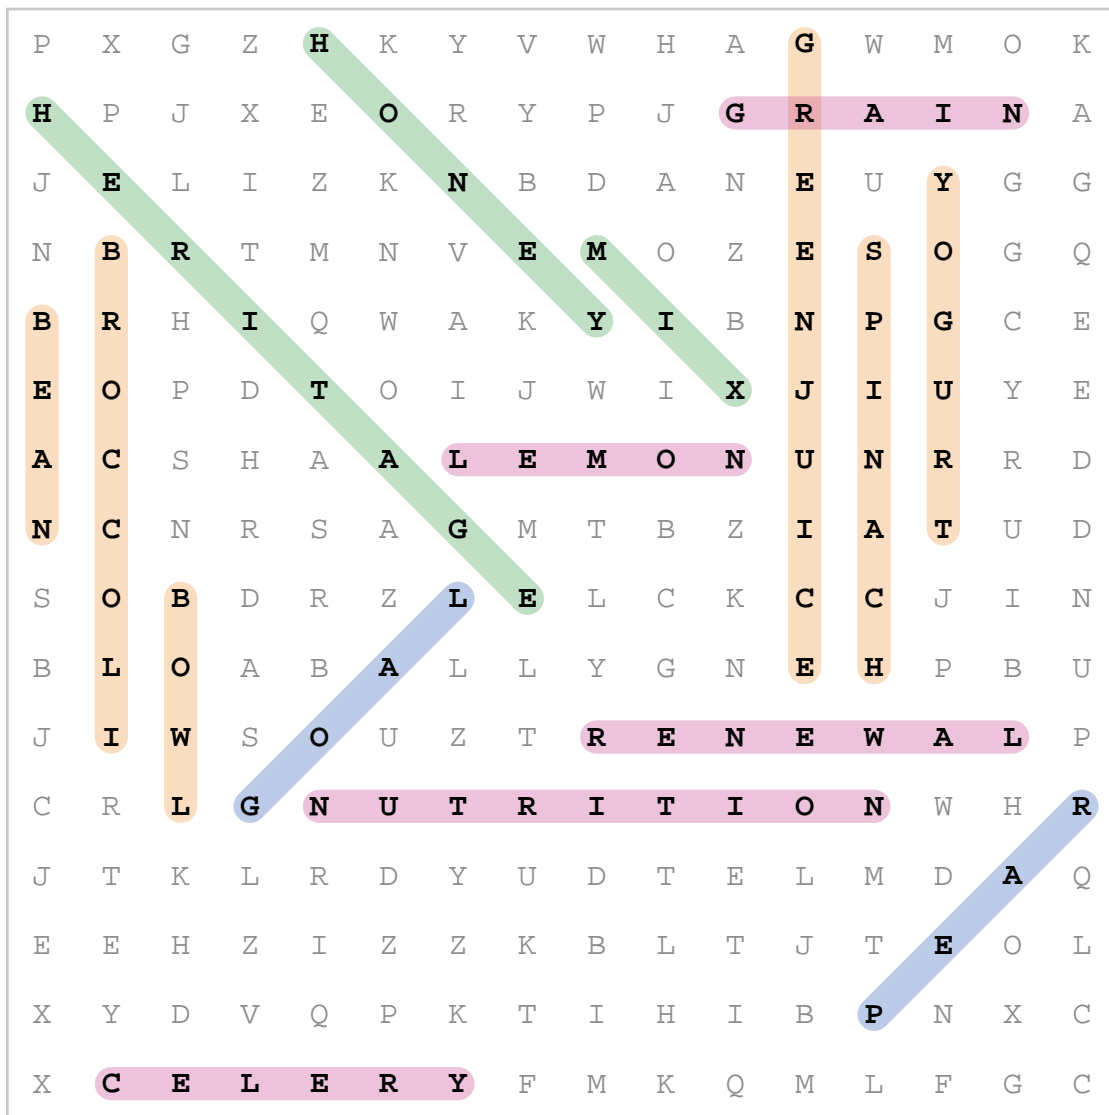 P X G Z H K Y V W H A G W M O K
H P J X E O R Y P J G R A I N A
J E L I Z K N B D A N E U Y G G
N B R T M N V E M O Z E S O G Q
B R H I Q W A K Y I B N P G C E
E O P D T O I J W I X J I U Y E
A C S H A A L E M O N U N R R D
N C N R S A G M T B Z I A T U D
S O B D R Z L E L C K C C J I N
B L O A B A L L Y G N E H P B U
J I W S O U Z T R E N E W A L P
C R L G N U T R I T I O N W H R
J T K L R D Y U D T E L M D A Q
E E H Z I Z Z K B L T J T E O L
X Y D V Q P K T I H I B P N X C
X C E L E R Y F M K Q M L F G C